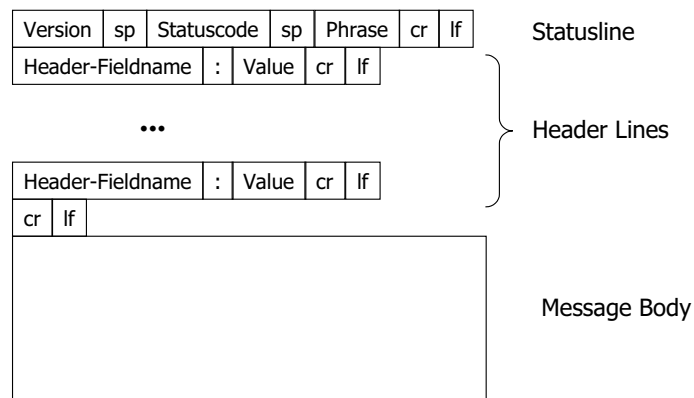 Version sp Statuscode sp Phrase cr lf Statusline
Header-Fieldname : Value cr lf
... Header Lines
Header-Fieldname : Value cr lf
cr lf
Message Body